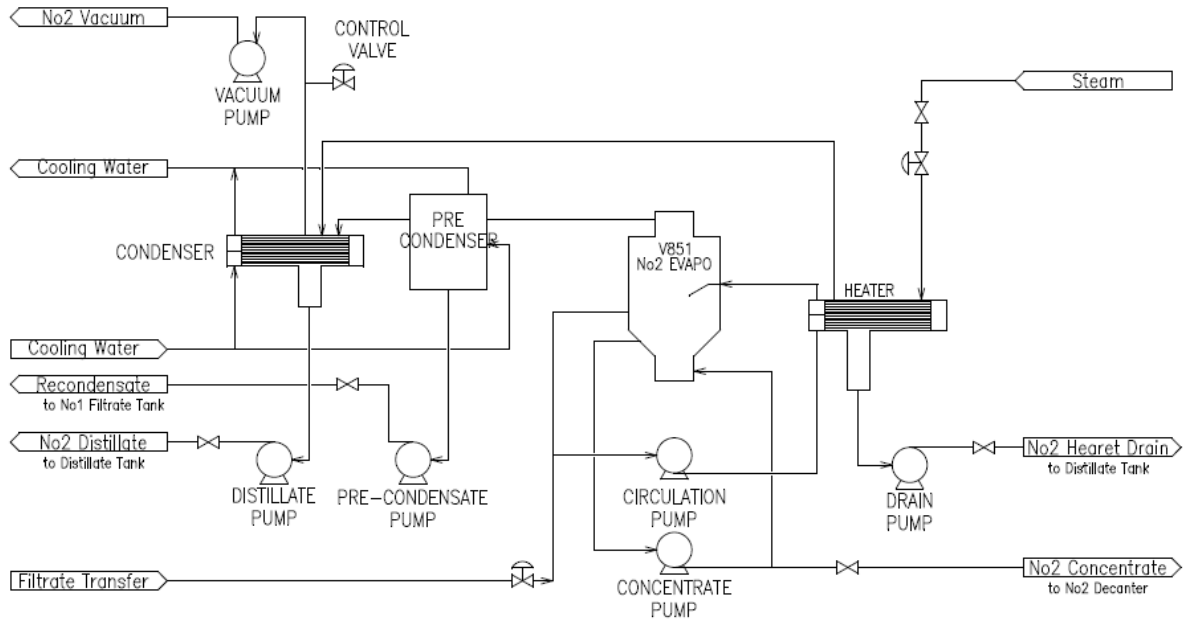 No2 Vacuum
CONTROL
VALVE
VACUUM
PUMP
Steam
Cooling Water
PRE
CONDENSER
CONDENSER
V851
No2 EVAPO
HEATER
Cooling Water
Recondensate
to No1 Filtrate Tank
No2 Distillate
to Distillate Tank
DISTILLATE
PUMP
PRE-CONDENSATE
PUMP
CIRCULATION
PUMP
DRAIN
PUMP
No2 Hearet Drain
to Distillate Tank
Filtrate Transfer
CONCENTRATE
PUMP
No2 Concentrate
to No2 Decanter